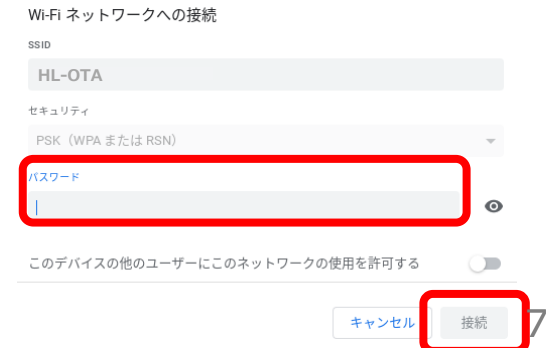 Wi-Fi ネットワークへの接続
SSID
HL-OTA
セキュリティ
PSK（WPA または RSN）
パスワード
このデバイスの他のユーザーにこのネットワークの使用を許可する
キャンセル
接続
7